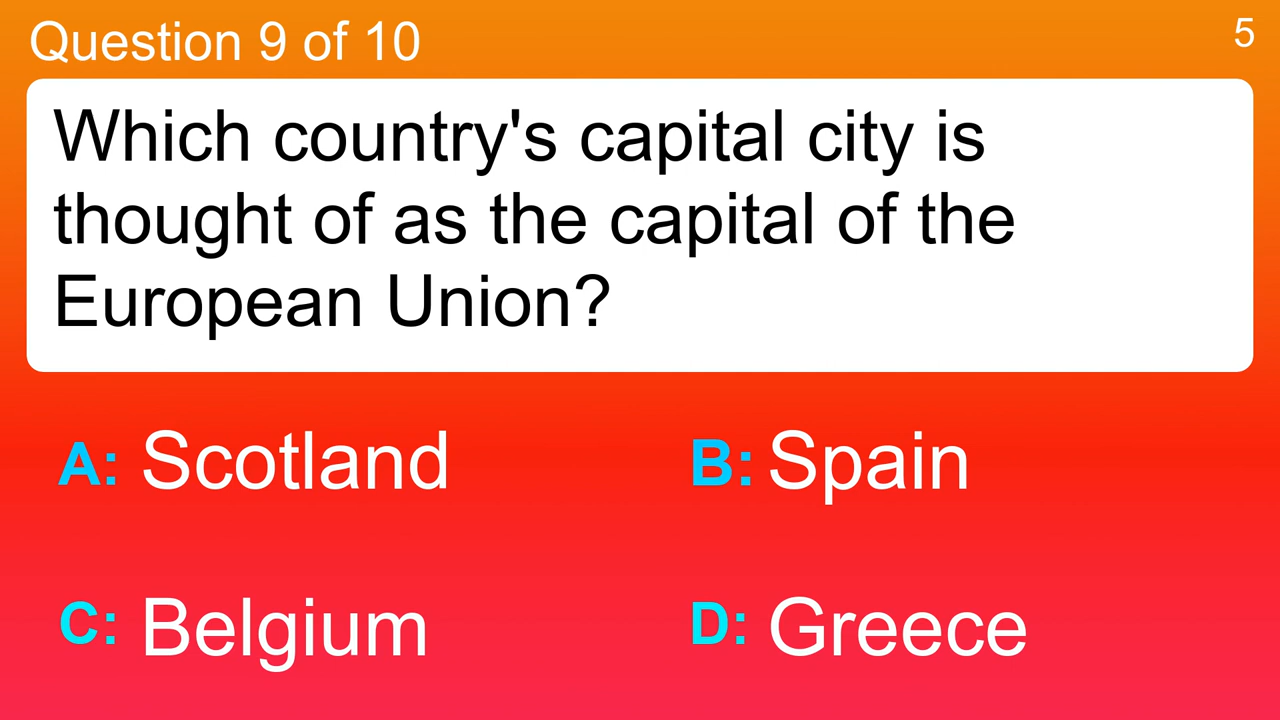 Question 9 of 10
5
Which country's capital city is
thought of as the capital of the
European Union?
A: Scotland
B: Spain
C: Belgium
D: Greece